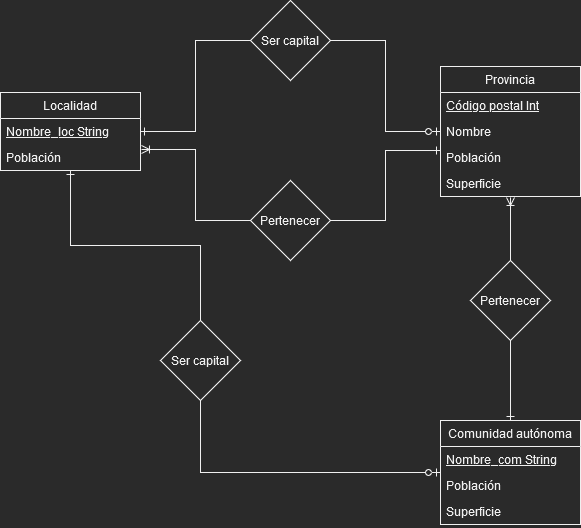 Ser capital
Localidad
Nombre_loc String
Población
Provincia
Código postal Int
Nombre
Población
Superficie
Pertenecer
Pertenecer
Ser capital
Comunidad autónoma
Nombre_com String
Población
Superficie